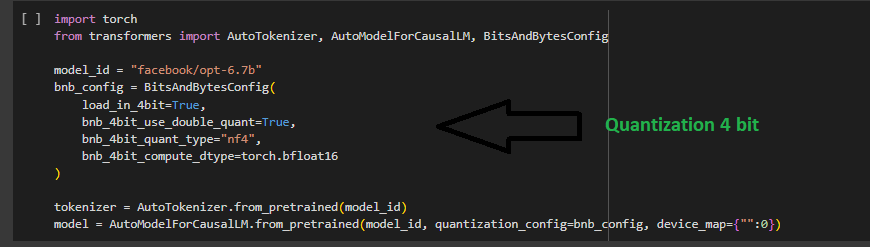 [ ] import torch
from transformers import AutoTokenizer, AutoModelForCausalLM, BitsAndBytesConfig
model_id = "facebook/opt-6.7b"
bnb_config = BitsAndBytesConfig(
    load_in_4bit=True,
    bnb_4bit_use_double_quant=True,
    bnb_4bit_quant_type="nf4",
    bnb_4bit_compute_dtype=torch.bfloat16
)
Quantization 4 bit
tokenizer = AutoTokenizer.from_pretrained(model_id)
model = AutoModelForCausalLM.from_pretrained(model_id, quantization_config=bnb_config, device_map={"":0})